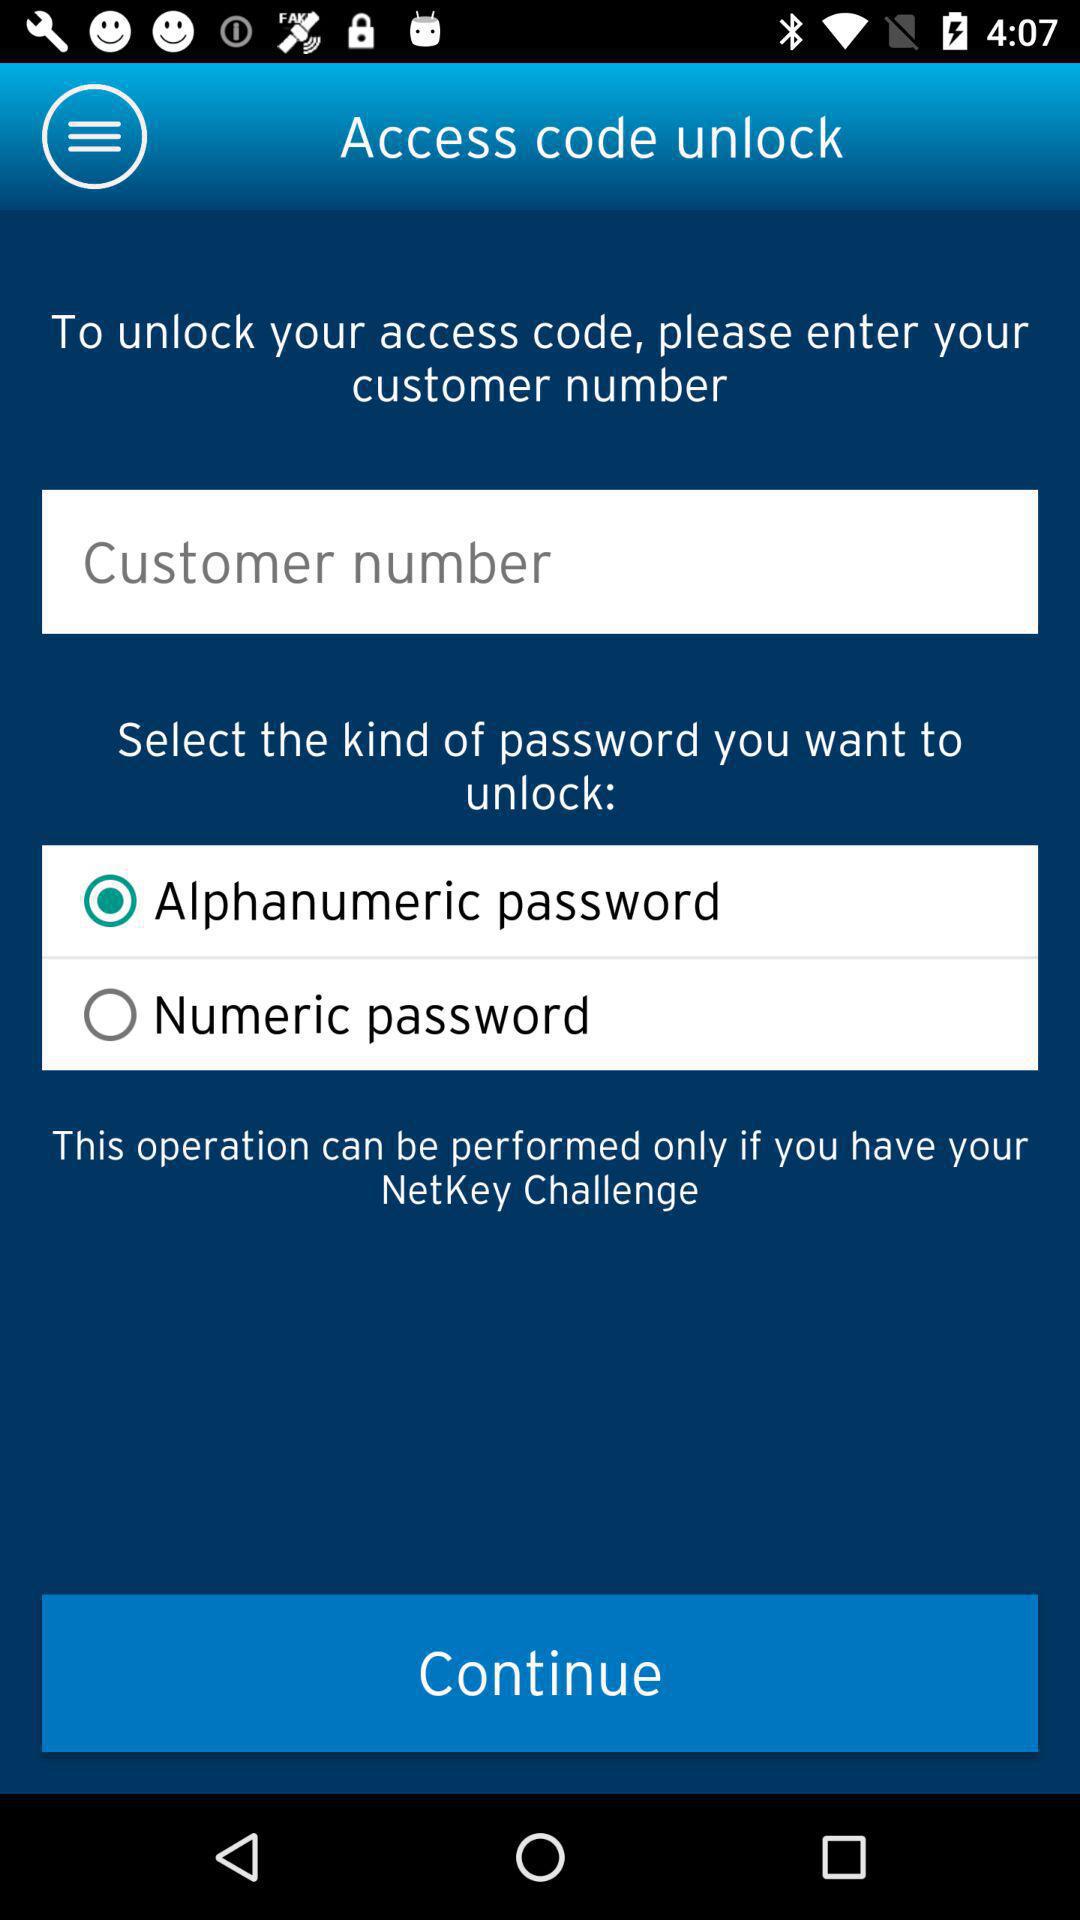 FAKE
4:07
Access code unlock
To unlock your access code, please enter your
customer number
Customer number
Select the kind of password you want to
unlock:
Alphanumeric password
Numeric password
This operation can be performed only if you have your
NetKey Challenge
Continue